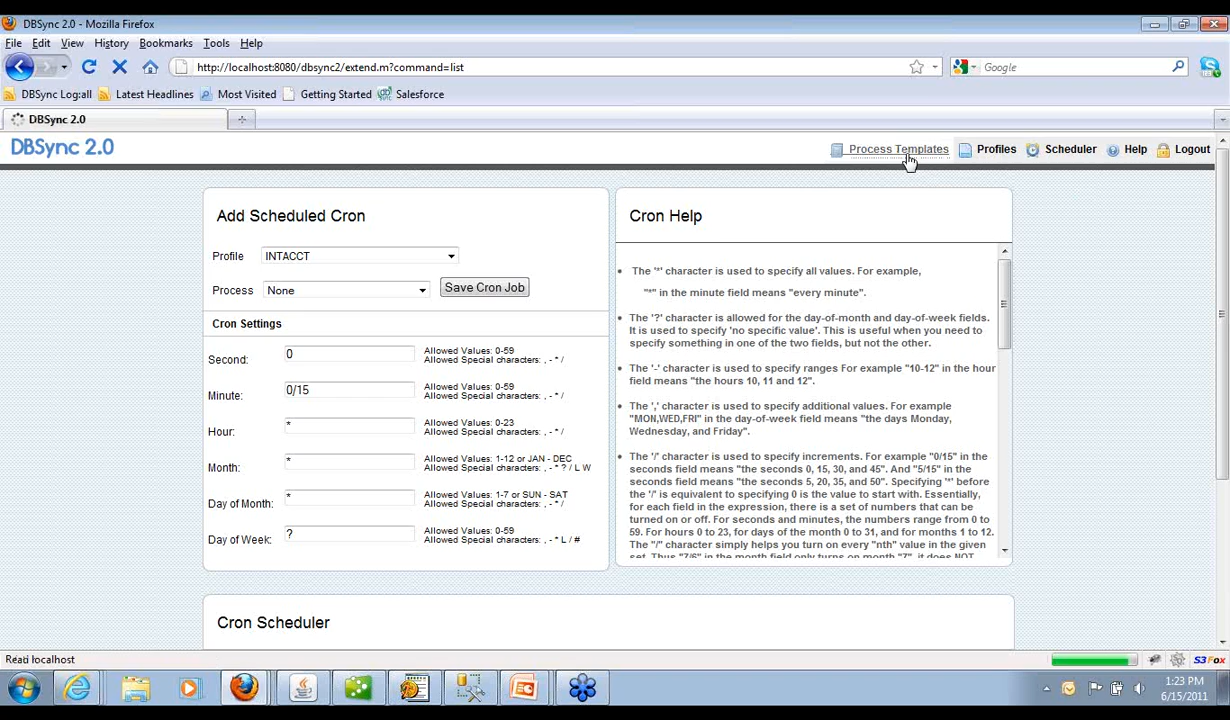 DBSync 2.0 - Mozilla Firefox
File Edit View History Bookmarks Tools Help
http://localhost:8080/dbsync2/extend.m?command=list
Google
DBSync Log:all Latest Headlines Most Visited Getting Started Salesforce
DBSync 2.0
DBSync 2.0
Process Templates Profiles Scheduler Help Logout
Add Scheduled Cron
Profile INTACCT
Process None Save Cron Job
Cron Settings
Second: 0 Allowed Values: 0-59
Allowed Special characters: , - * /
Minute: 0/15 Allowed Values: 0-59
Allowed Special characters: , - * /
Hour: * Allowed Values: 0-23
Allowed Special characters: , - * /
Month: * Allowed Values: 1-12 or JAN - DEC
Allowed Special characters: , - * ? / L W
Day of Month: * Allowed Values: 1-7 or SUN - SAT
Allowed Special characters: , - * /
Day of Week: ? Allowed Values: 0-59
Allowed Special characters: , - * L / #
Cron Help
The '*' character is used to specify all values. For example,
"*" in the minute field means "every minute".
The '?' character is allowed for the day-of-month and day-of-week fields.
It is used to specify 'no specific value'. This is useful when you need to
specify something in one of the two fields, but not the other.
The '-' character is used to specify ranges For example "10-12" in the hour
field means "the hours 10, 11 and 12".
The ',' character is used to specify additional values. For example
"MON,WED,FRI" in the day-of-week field means "the days Monday,
Wednesday, and Friday".
The '/' character is used to specify increments. For example "0/15" in the
seconds field means "the seconds 0, 15, 30, and 45". And "5/15" in the
seconds field means "the seconds 5, 20, 35, and 50". Specifying '*' before
the '/' is equivalent to specifying 0 is the value to start with. Essentially,
for each field in the expression, there is a set of numbers that can be
turned on or off. For seconds and minutes, the numbers range from 0 to
59. For hours 0 to 23, for days of the month 0 to 31, and for months 1 to 12.
The "/" character simply helps you turn on every "nth" value in the given
set. Thus "7/6" in the month field only turns on month "7", it does NOT
Cron Scheduler
localhost
S3Fox
1:23 PM
6/15/2011